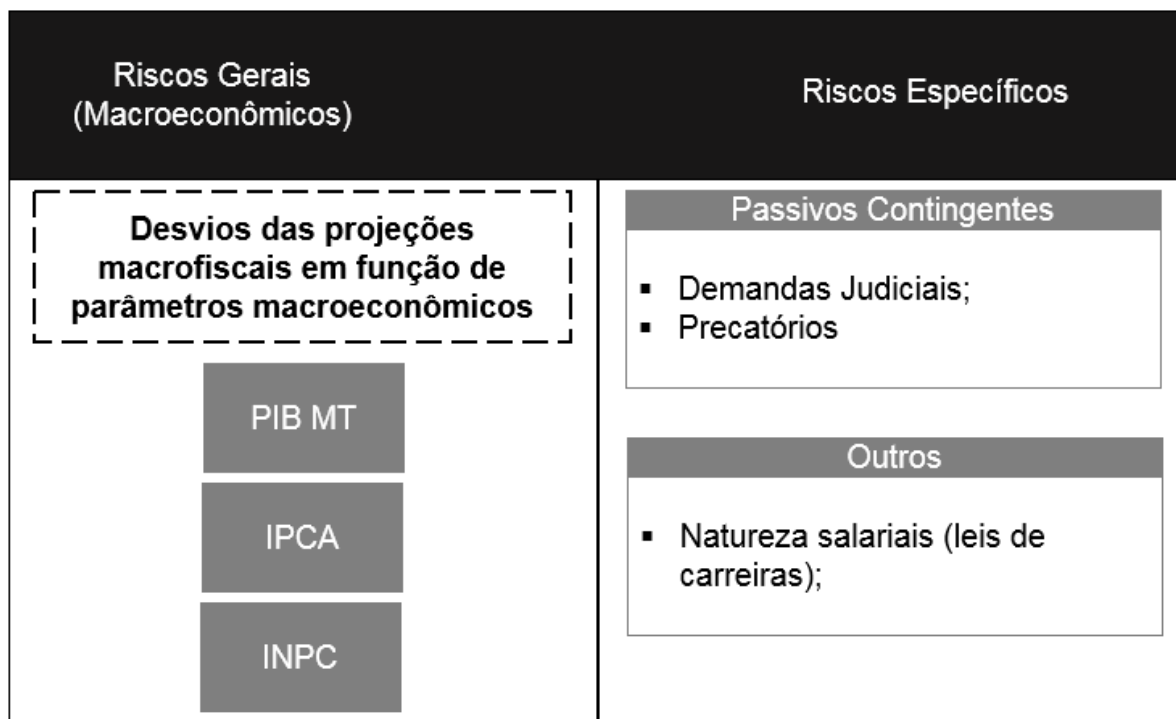 Riscos Gerais
(Macroeconômicos)
Riscos Específicos
Desvios das projeções
macrofiscais em função de
parâmetros macroeconômicos
PIB MT
IPCA
INPC
Passivos Contingentes
▪ Demandas Judiciais;
▪ Precatórios
Outros
▪ Natureza salariais (leis de
carreiras);